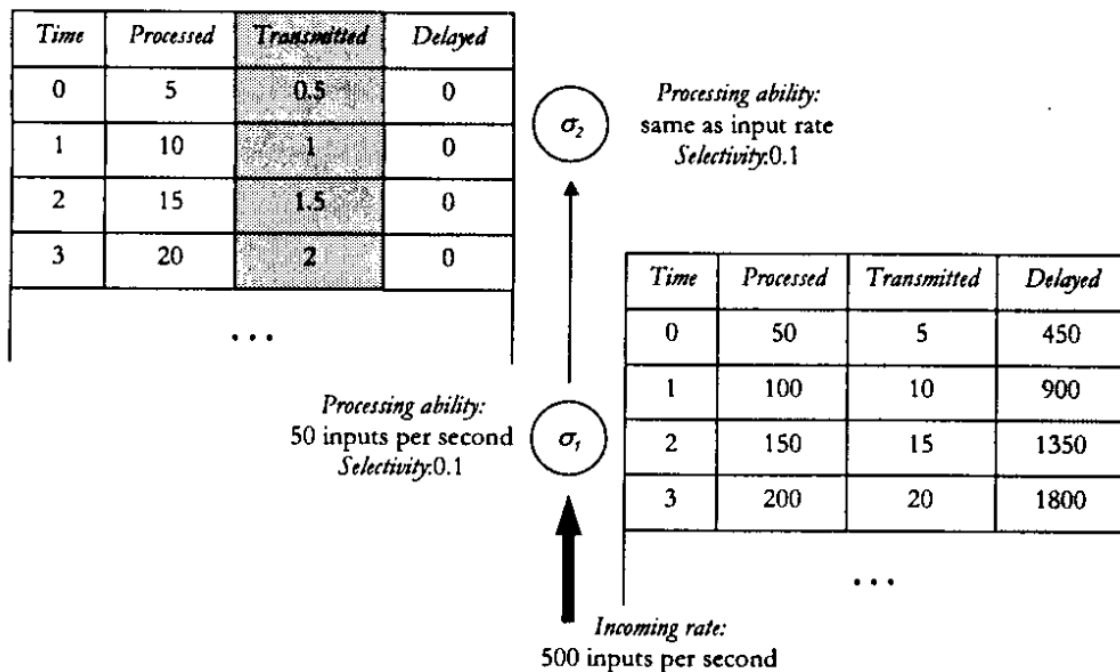 Time Processed Transmitted Delayed
0 5 0.5 0
1 10 1 0
2 15 1.5 0
3 20 2 0
...
σ2
Processing ability:
same as input rate
Selectivity:0.1
Processing ability:
50 inputs per second
Selectivity:0.1
σ1
Time Processed Transmitted Delayed
0 50 5 450
1 100 10 900
2 150 15 1350
3 200 20 1800
...
Incoming rate:
500 inputs per second